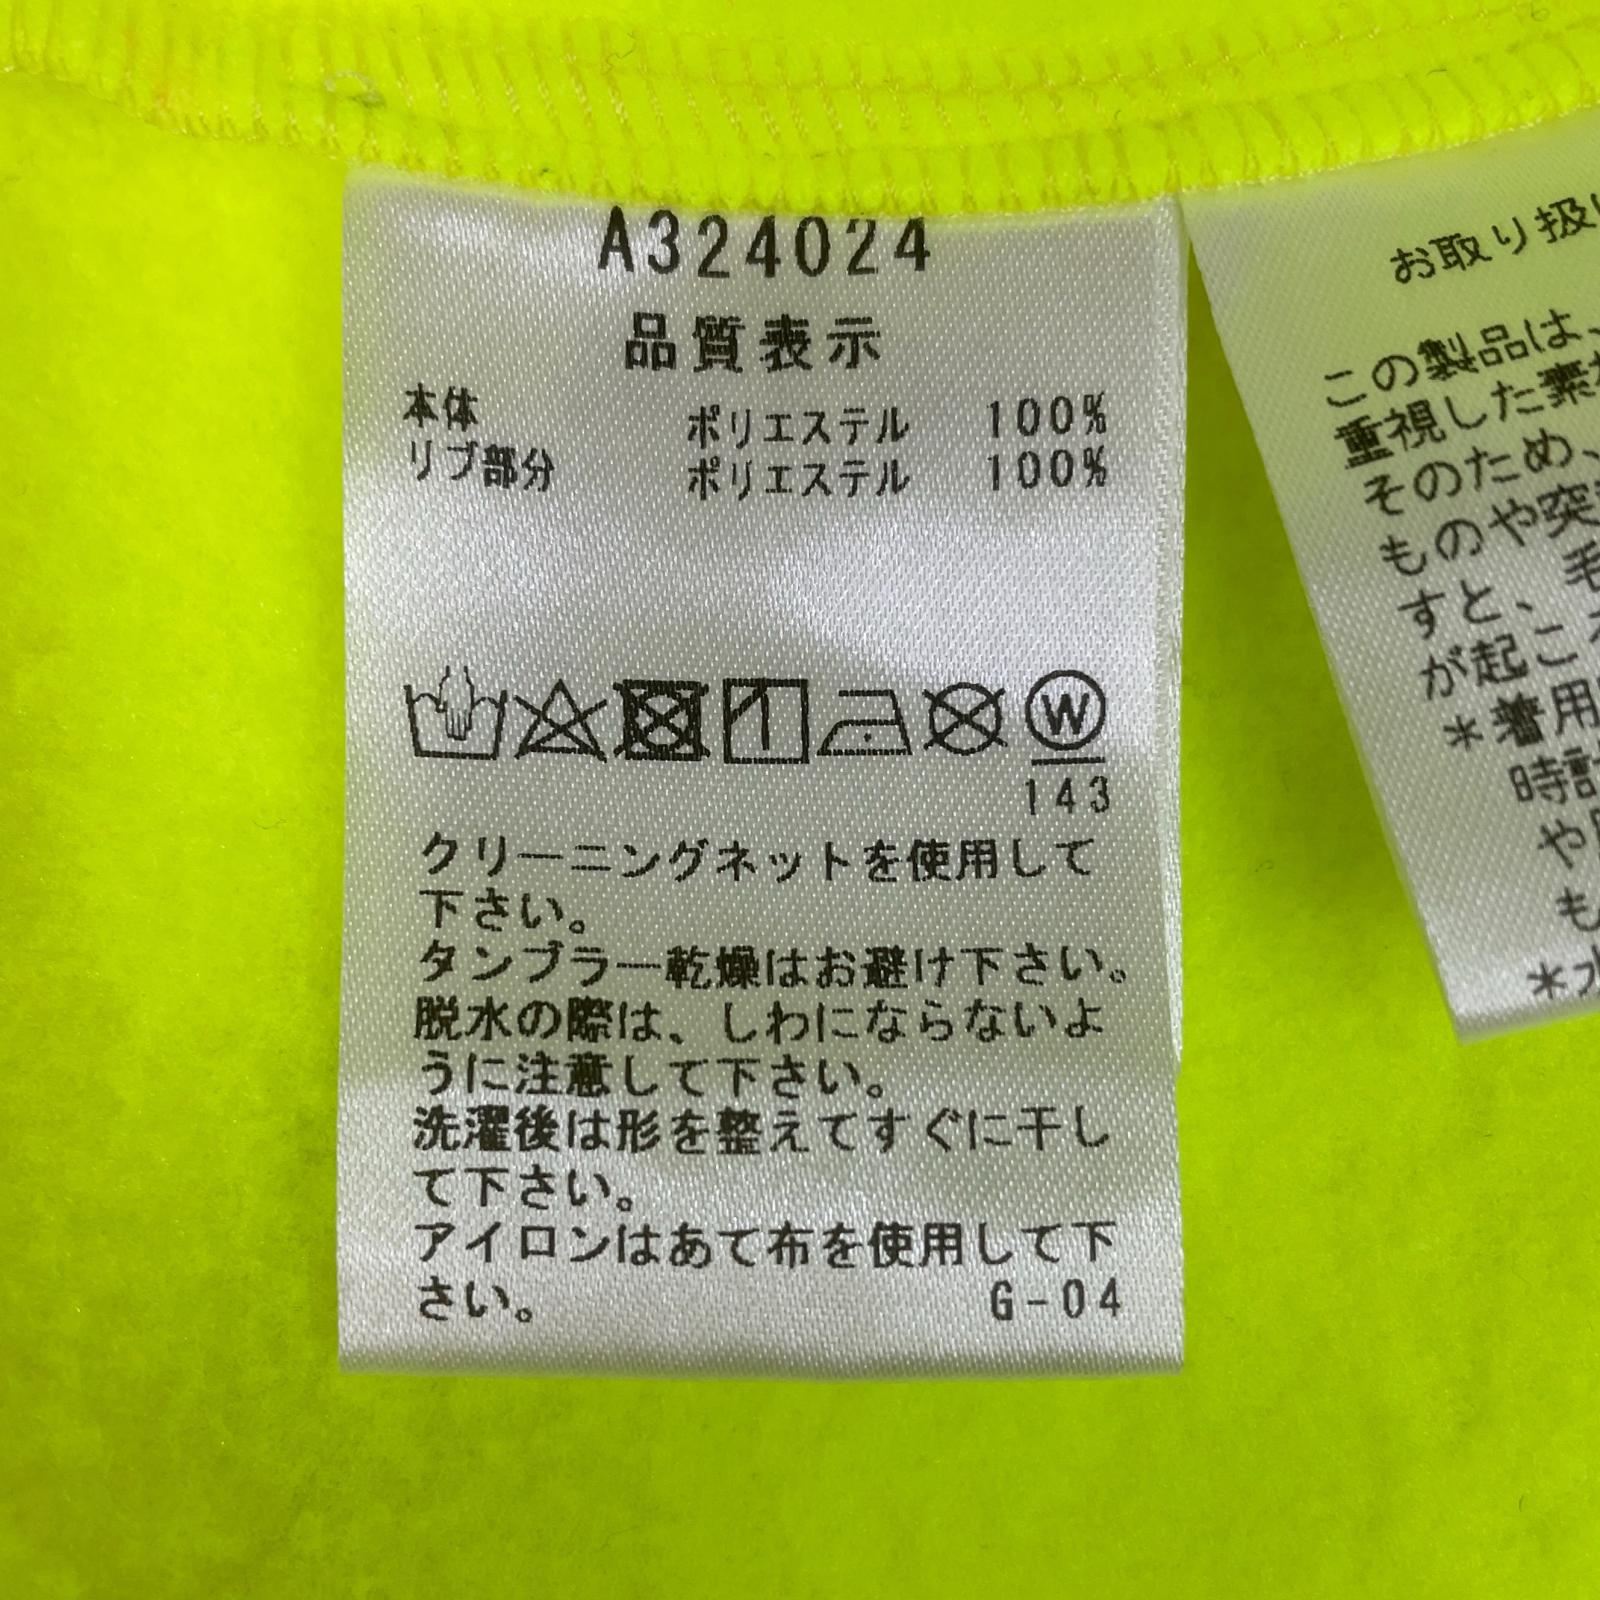 A324024
品質表示
本体 ポリエステル 100%
リブ部分 ポリエステル 100%
W
143
クリーニングネットを使用して
下さい。
タンブラー乾燥はお避け下さい。
脱水の際は、しわにならないよ
うに注意して下さい。
洗濯後は形を整えてすぐに干し
て下さい。
アイロンはあて布を使用して下
さい。 G-04
お取り扱い
この製品は、
重視した素
そのため、
ものや突
すと、毛
が起こ
*着用
時計
や
も
*水